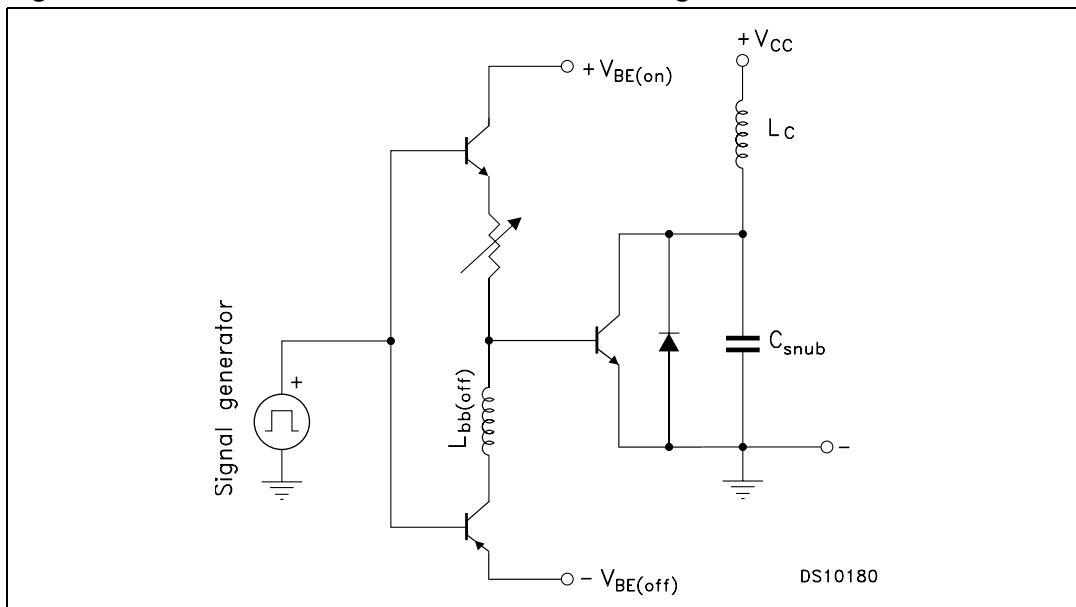 + V_BE(on)
+ V_CC
L_C
Signal generator
+
L_bb(off)
C_snub
-
- V_BE(off)
DS10180